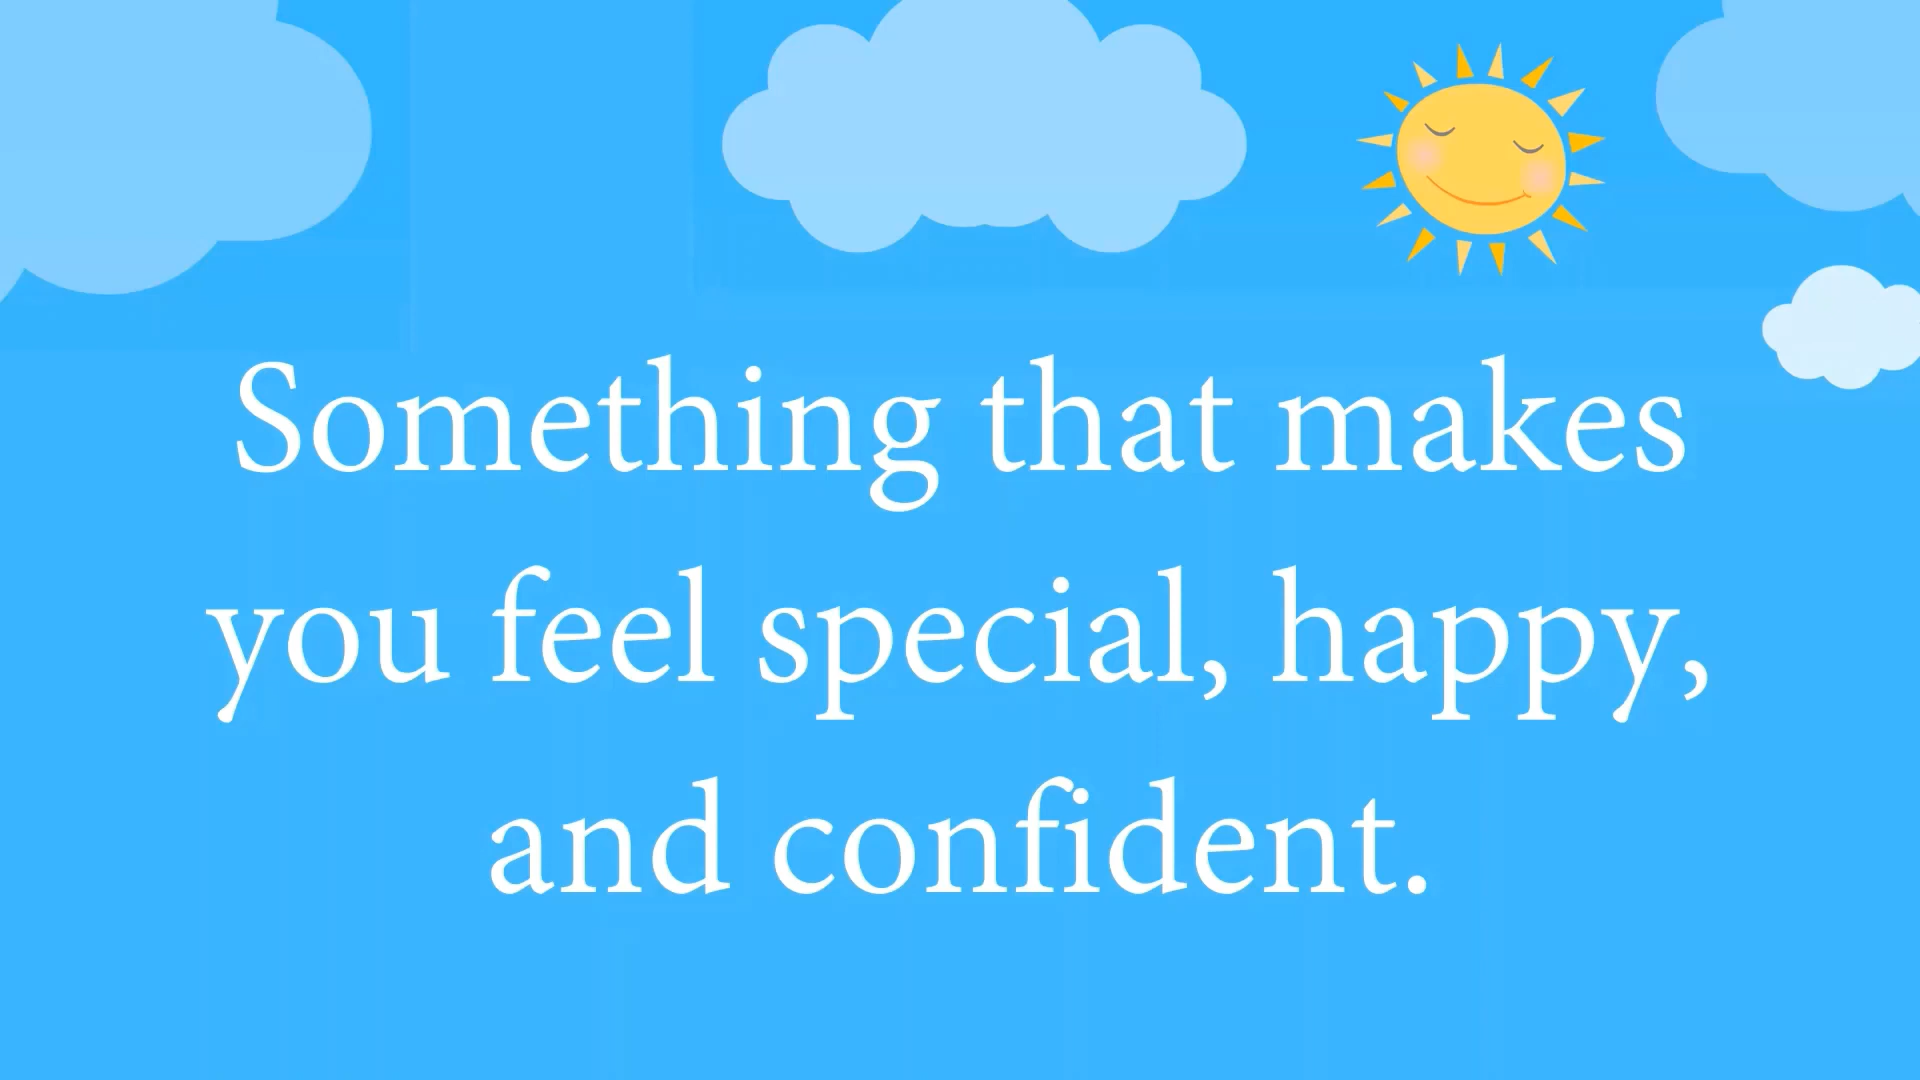 Something that makes
you feel special, happy,
and confident.